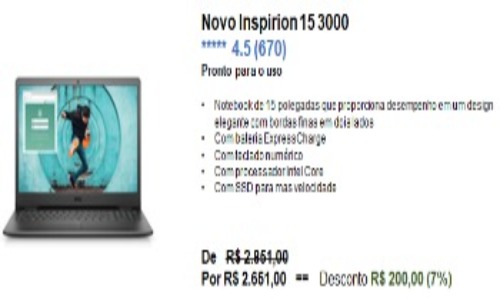 Novo Inspirion 15 3000
***** 4.5 (670)
Pronto para o uso
• Notebook de 15 polegadas que proporciona desempenho em um design
elegante com bordas finas em dois lados
• Com bateria ExpressCharge
• Com teclado numérico
• Com processador Intel Core
• Com SSD para mas velocidade
De R$ 2.851,00
Por R$ 2.651,00 == Desconto R$ 200,00 (7%)